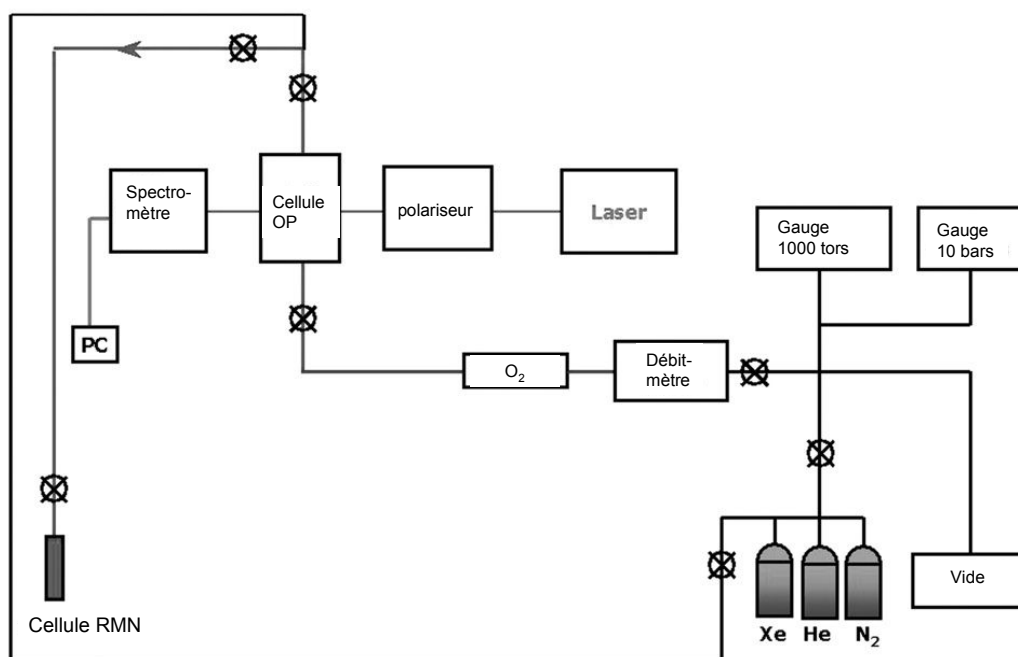 Spectro-
mètre
Cellule
OP
polariseur
Laser
Gauge
1000 tors
Gauge
10 bars
PC
O₂
Débit-
mètre
Cellule RMN
Xe
He
N₂
Vide